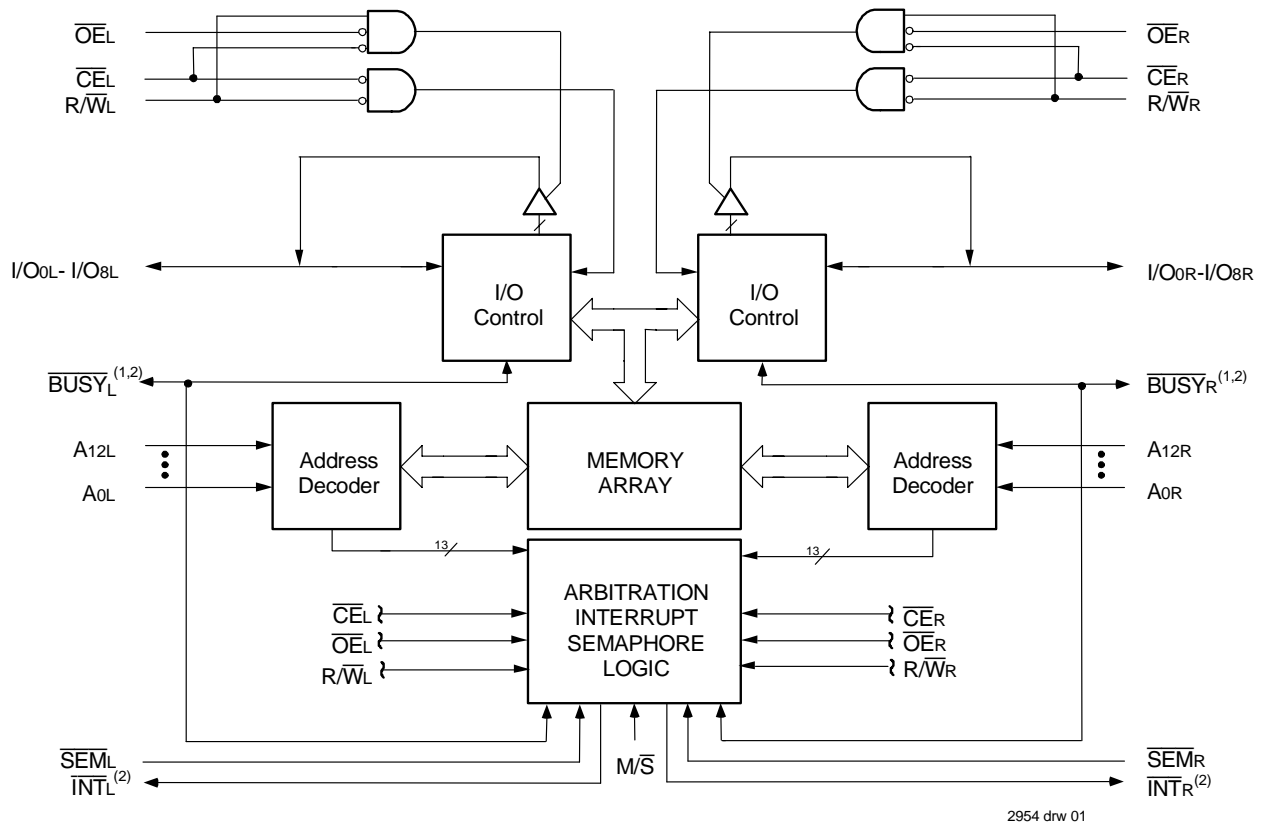 OEL
OER
CEL
CER
R/WL
R/WR
I/O0L- I/O8L
I/O
Control
I/O
Control
I/O0R-I/O8R
BUSYL(1,2)
BUSYR(1,2)
A12L
A0L
Address
Decoder
MEMORY
ARRAY
Address
Decoder
A12R
A0R
13
13
ARBITRATION
INTERRUPT
SEMAPHORE
LOGIC
CEL
OEL
R/WL
CER
OER
R/WR
SEML
INTL(2)
M/S
SEMR
INTR(2)
2954 drw 01